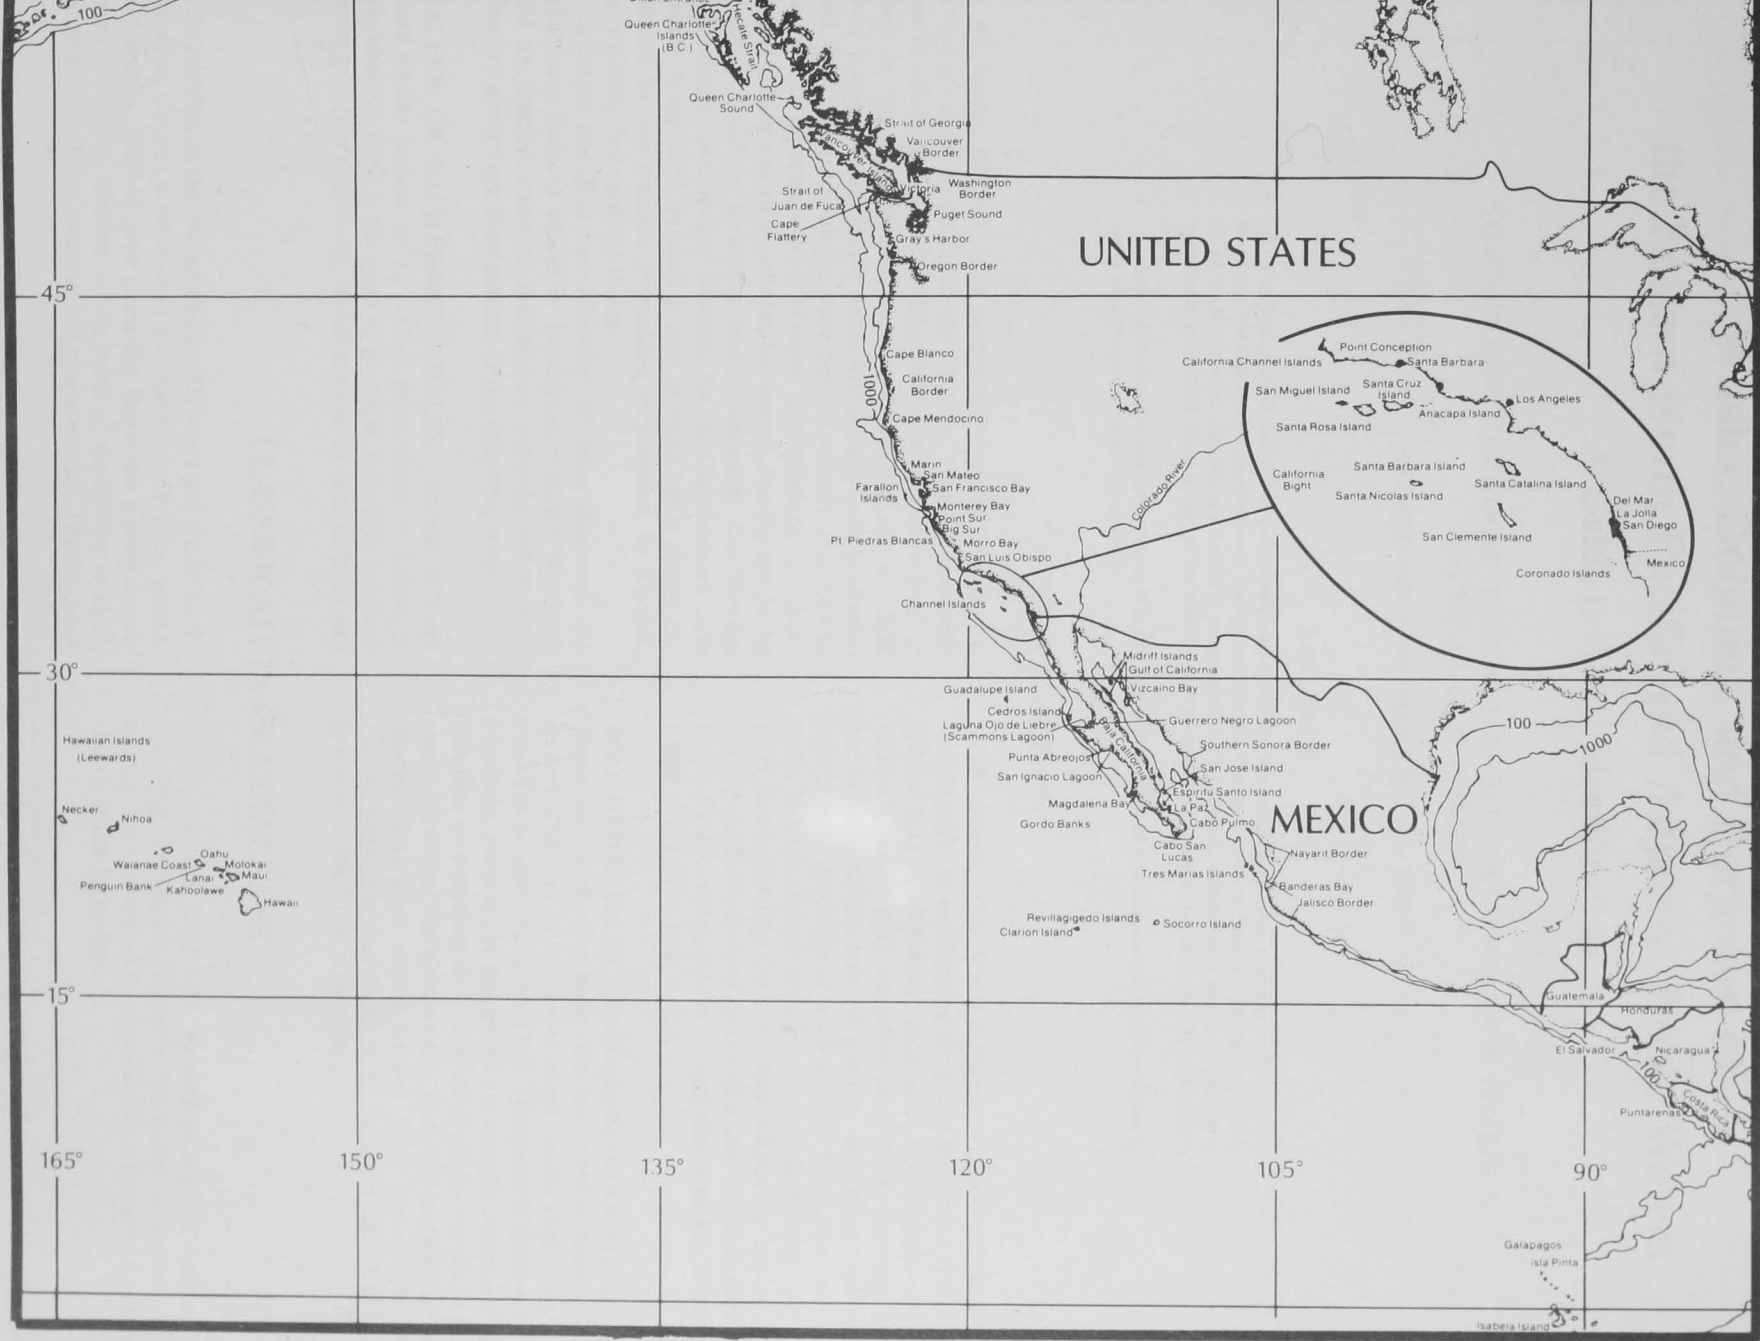 100
Queen Charlotte
Islands
(B.C.)
Hecate Strait
Queen Charlotte
Sound
Strait of Georgia
Vancouver
Border
Vancouver Island
Victoria
Washington
Border
Strait of
Juan de Fuca
Puget Sound
Cape
Flattery
Gray's Harbor
UNITED STATES
Oregon Border
45°
Cape Blanco
1000
California
Border
Cape Mendocino
Marin
San Mateo
Farallon
Islands
San Francisco Bay
Monterey Bay
Point Sur
Big Sur
Pt. Piedras Blancas
Morro Bay
San Luis Obispo
Channel Islands
Colorado River
Point Conception
California Channel Islands
Santa Barbara
San Miguel Island
Santa Cruz
Island
Los Angeles
Anacapa Island
Santa Rosa Island
California
Bight
Santa Barbara Island
Santa Catalina Island
Santa Nicolas Island
Del Mar
La Jolla
San Diego
San Clemente Island
Mexico
Coronado Islands
30°
Midriff Islands
Gulf of California
Guadalupe Island
Vizcaino Bay
Cedros Island
Laguna Ojo de Liebre
(Scammons Lagoon)
Guerrero Negro Lagoon
Baja California
Southern Sonora Border
Punta Abreojos
San Ignacio Lagoon
San Jose Island
Espiritu Santo Island
Magdalena Bay
La Paz
Gordo Banks
Cabo Pulmo
MEXICO
100
1000
Cabo San
Lucas
Nayarit Border
Tres Marias Islands
Banderas Bay
Jalisco Border
Revillagigedo Islands
Socorro Island
Clarion Island
Hawaiian Islands
(Leewards)
Necker
Nihoa
Oahu
Waianae Coast
Molokai
Lanai
Maui
Penguin Bank
Kahoolawe
Hawaii
15°
Guatemala
Honduras
El Salvador
Nicaragua
100
Costa Rica
Puntarenas
165°
150°
135°
120°
105°
90°
Galapagos
Isla Pinta
Isabela Island